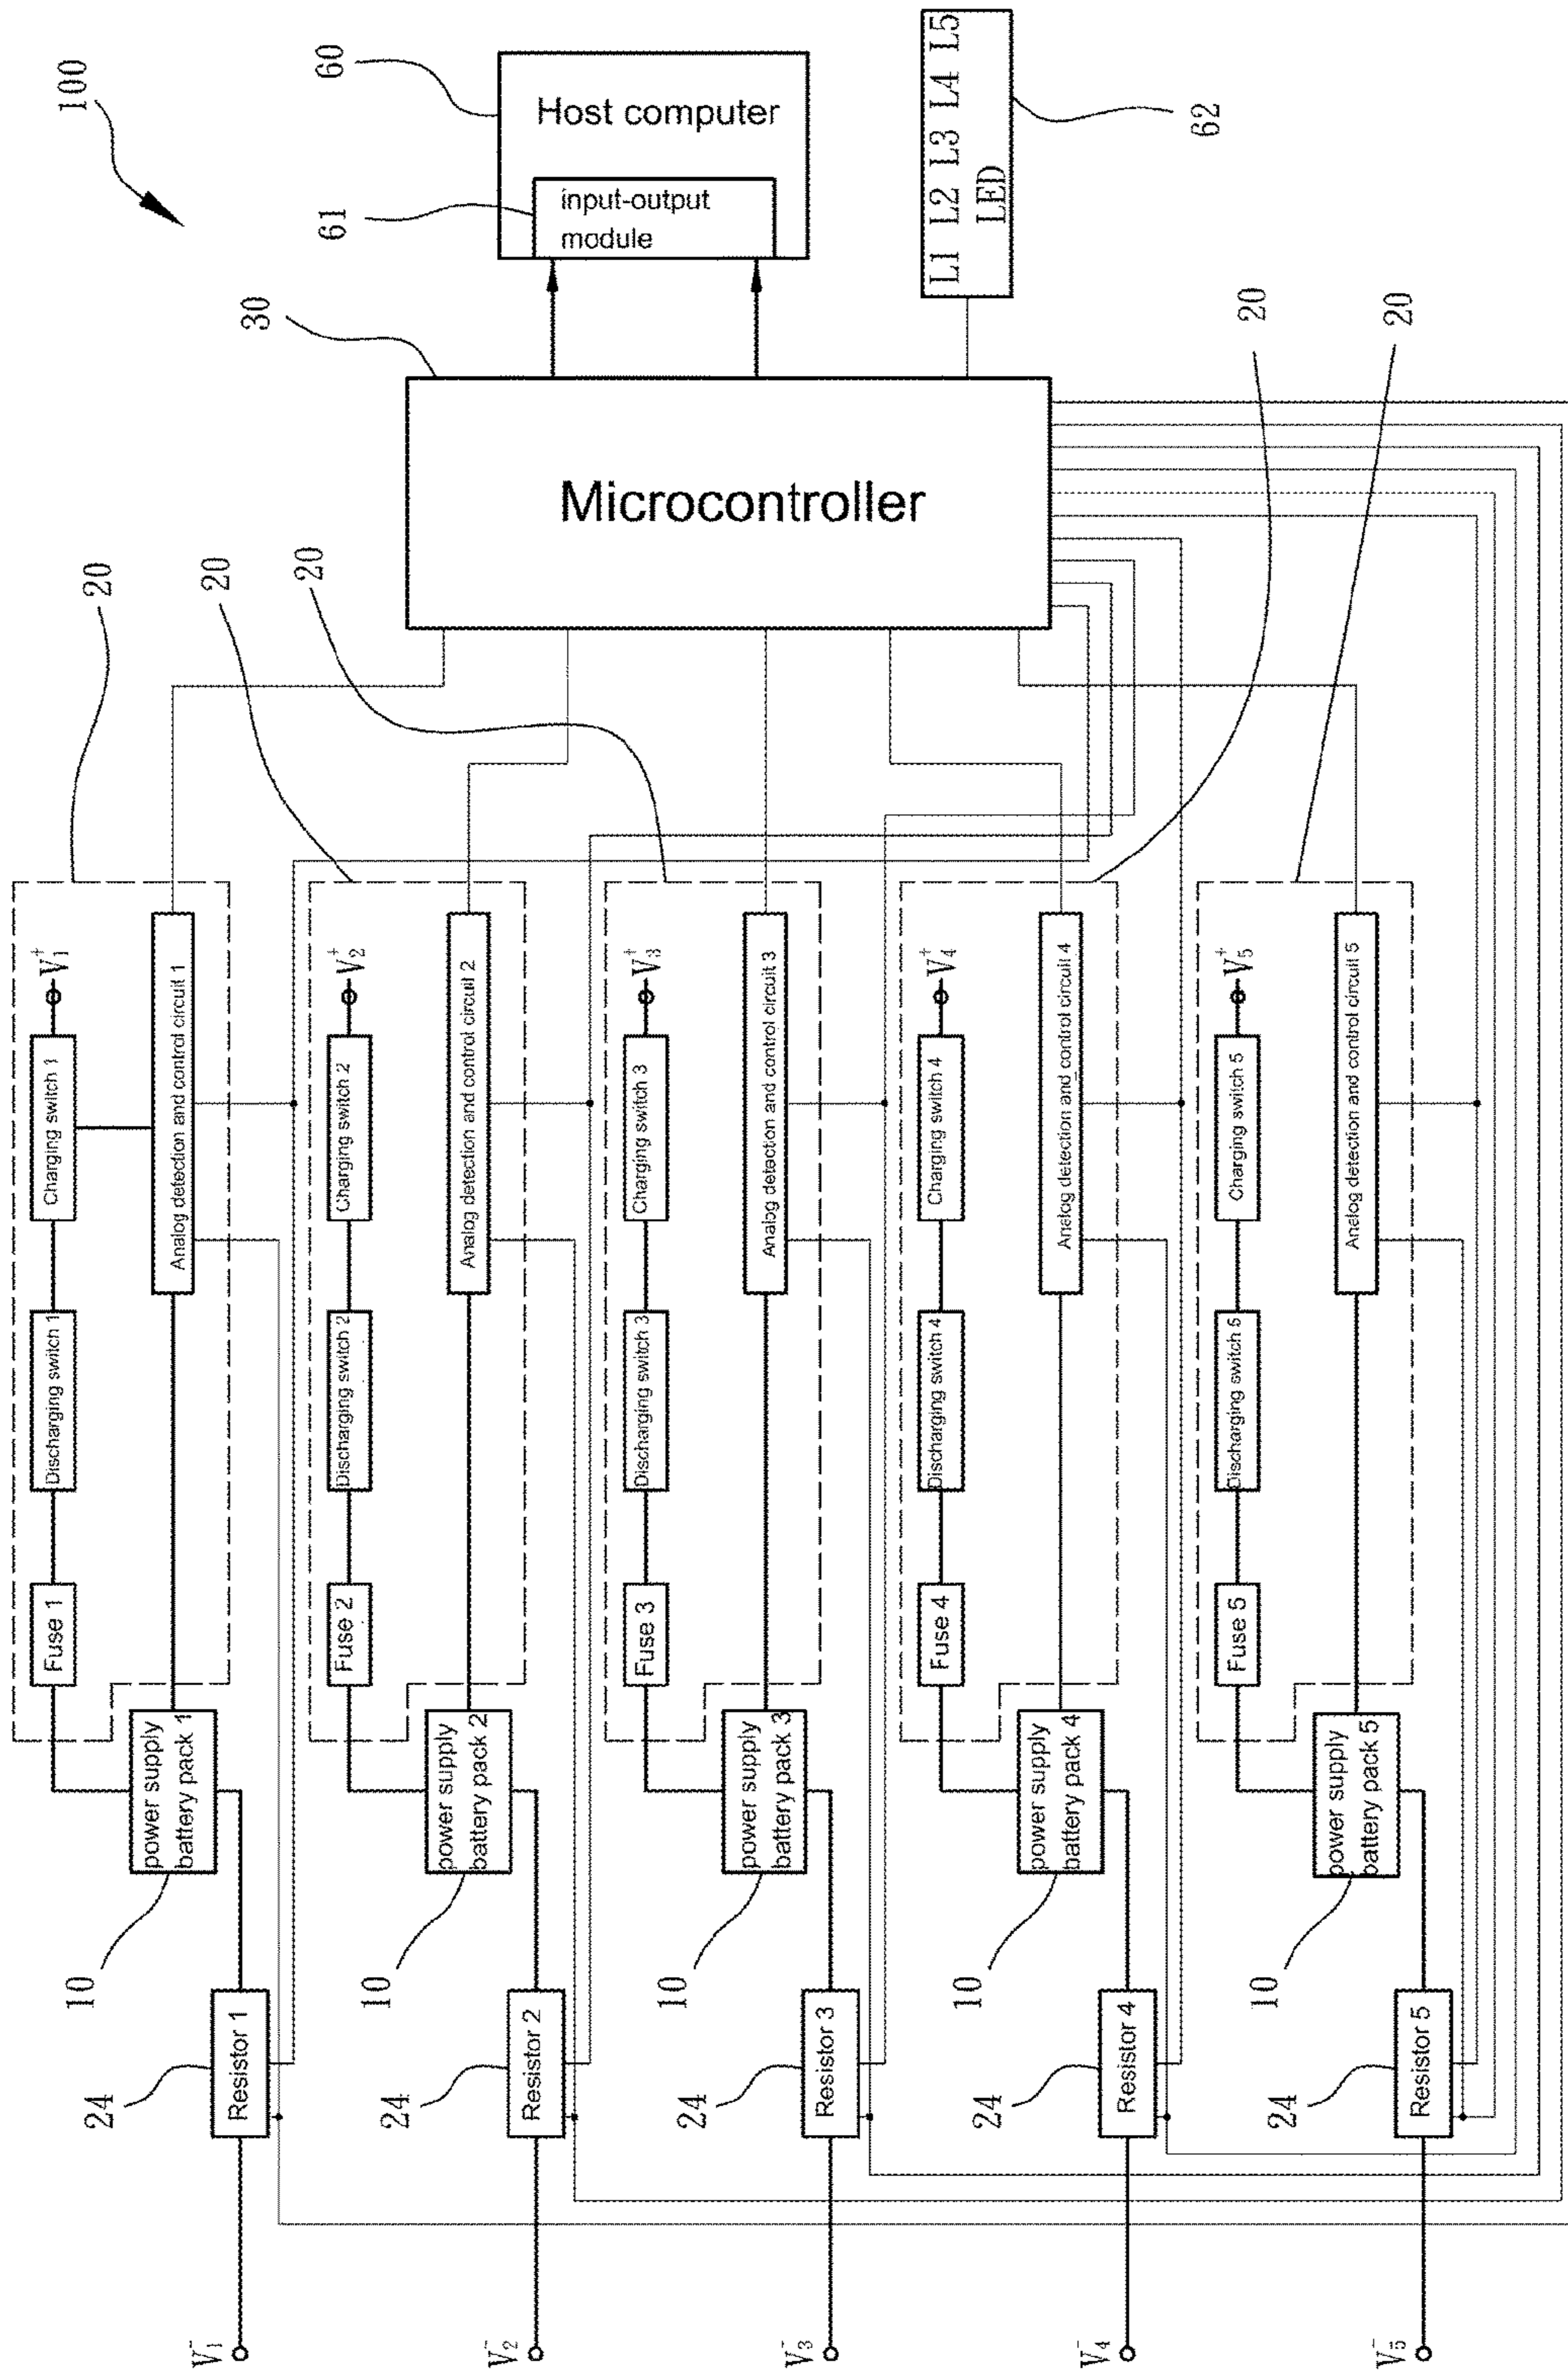 100
60
Host computer
61
input-output
module
L1 L2 L3 L4 L5
LED
62
30
Microcontroller
20
20
20
20
20
V1+
Charging switch 1
Analog detection and control circuit 1
Discharging switch 1
Fuse 1
power supply
battery pack 1
10
Resistor 1
24
V1-
V2+
Charging switch 2
Analog detection and control circuit 2
Discharging switch 2
Fuse 2
power supply
battery pack 2
10
Resistor 2
24
V2-
V3+
Charging switch 3
Analog detection and control circuit 3
Discharging switch 3
Fuse 3
power supply
battery pack 3
10
Resistor 3
24
V3-
V4+
Charging switch 4
Analog detection and control circuit 4
Discharging switch 4
Fuse 4
power supply
battery pack 4
10
Resistor 4
24
V4-
V5+
Charging switch 5
Analog detection and control circuit 5
Discharging switch 5
Fuse 5
power supply
battery pack 5
10
Resistor 5
24
V5-